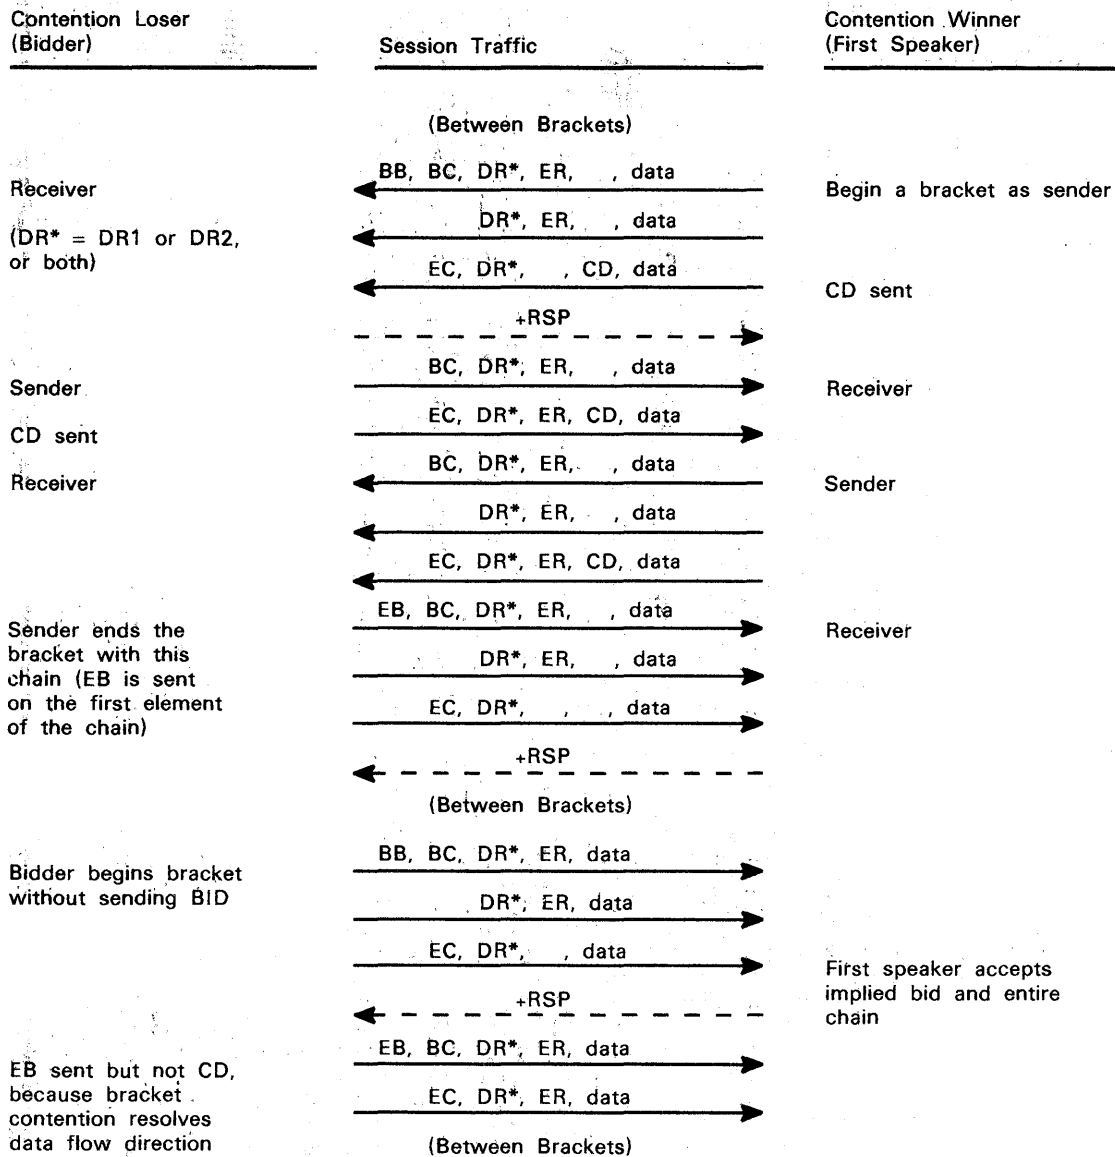 Contention Loser
(Bidder)
Session Traffic
Contention Winner
(First Speaker)
(Between Brackets)
BB, BC, DR*, ER,    , data
Receiver
Begin a bracket as sender
DR*, ER,    , data
(DR* = DR1 or DR2,
or both)
EC, DR*,    , CD, data
CD sent
+RSP
BC, DR*, ER,    , data
Sender
Receiver
EC, DR*, ER, CD, data
CD sent
BC, DR*, ER,    , data
Receiver
Sender
DR*, ER,    , data
EC, DR*, ER, CD, data
EB, BC, DR*, ER,    , data
Sender ends the
bracket with this
chain (EB is sent
on the first element
of the chain)
Receiver
DR*, ER,    , data
EC, DR*,    ,    , data
+RSP
(Between Brackets)
BB, BC, DR*, ER, data
Bidder begins bracket
without sending BID
DR*, ER, data
EC, DR*,    , data
First speaker accepts
implied bid and entire
chain
+RSP
EB, BC, DR*, ER, data
EB sent but not CD,
because bracket
contention resolves
data flow direction
EC, DR*, ER, data
(Between Brackets)